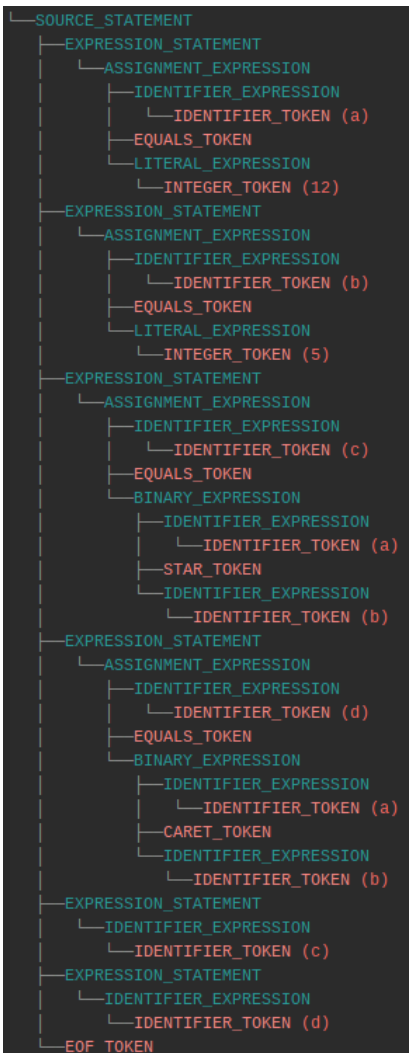 SOURCE_STATEMENT
EXPRESSION_STATEMENT
ASSIGNMENT_EXPRESSION
IDENTIFIER_EXPRESSION
IDENTIFIER_TOKEN (a)
EQUALS_TOKEN
LITERAL_EXPRESSION
INTEGER_TOKEN (12)
EXPRESSION_STATEMENT
ASSIGNMENT_EXPRESSION
IDENTIFIER_EXPRESSION
IDENTIFIER_TOKEN (b)
EQUALS_TOKEN
LITERAL_EXPRESSION
INTEGER_TOKEN (5)
EXPRESSION_STATEMENT
ASSIGNMENT_EXPRESSION
IDENTIFIER_EXPRESSION
IDENTIFIER_TOKEN (c)
EQUALS_TOKEN
BINARY_EXPRESSION
IDENTIFIER_EXPRESSION
IDENTIFIER_TOKEN (a)
STAR_TOKEN
IDENTIFIER_EXPRESSION
IDENTIFIER_TOKEN (b)
EXPRESSION_STATEMENT
ASSIGNMENT_EXPRESSION
IDENTIFIER_EXPRESSION
IDENTIFIER_TOKEN (d)
EQUALS_TOKEN
BINARY_EXPRESSION
IDENTIFIER_EXPRESSION
IDENTIFIER_TOKEN (a)
CARET_TOKEN
IDENTIFIER_EXPRESSION
IDENTIFIER_TOKEN (b)
EXPRESSION_STATEMENT
IDENTIFIER_EXPRESSION
IDENTIFIER_TOKEN (c)
EXPRESSION_STATEMENT
IDENTIFIER_EXPRESSION
IDENTIFIER_TOKEN (d)
EOF_TOKEN